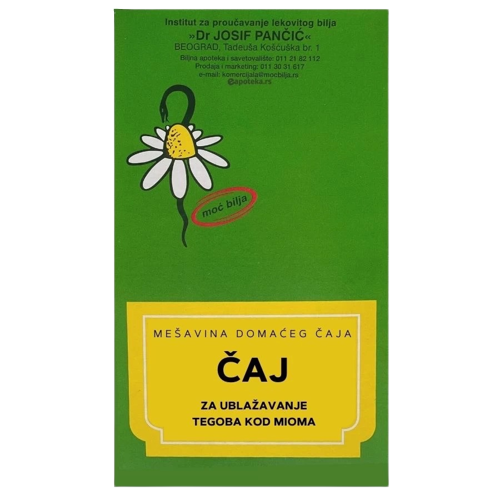 Institut za proučavanje lekovitog bilja
»Dr JOSIF PANČIĆ«
BEOGRAD, Tadeuša Košćuška br. 1
Biljna apoteka i savetovalište: 011 21 82 112
Prodaja i marketing: 011 30 31 617
e-mail: komercijala@mocbilja.rs
@apoteka.rs
moć bilja
MEŠAVINA DOMAĆEG ČAJA
ČAJ
ZA UBLAŽAVANJE
TEGOBA KOD MIOMA